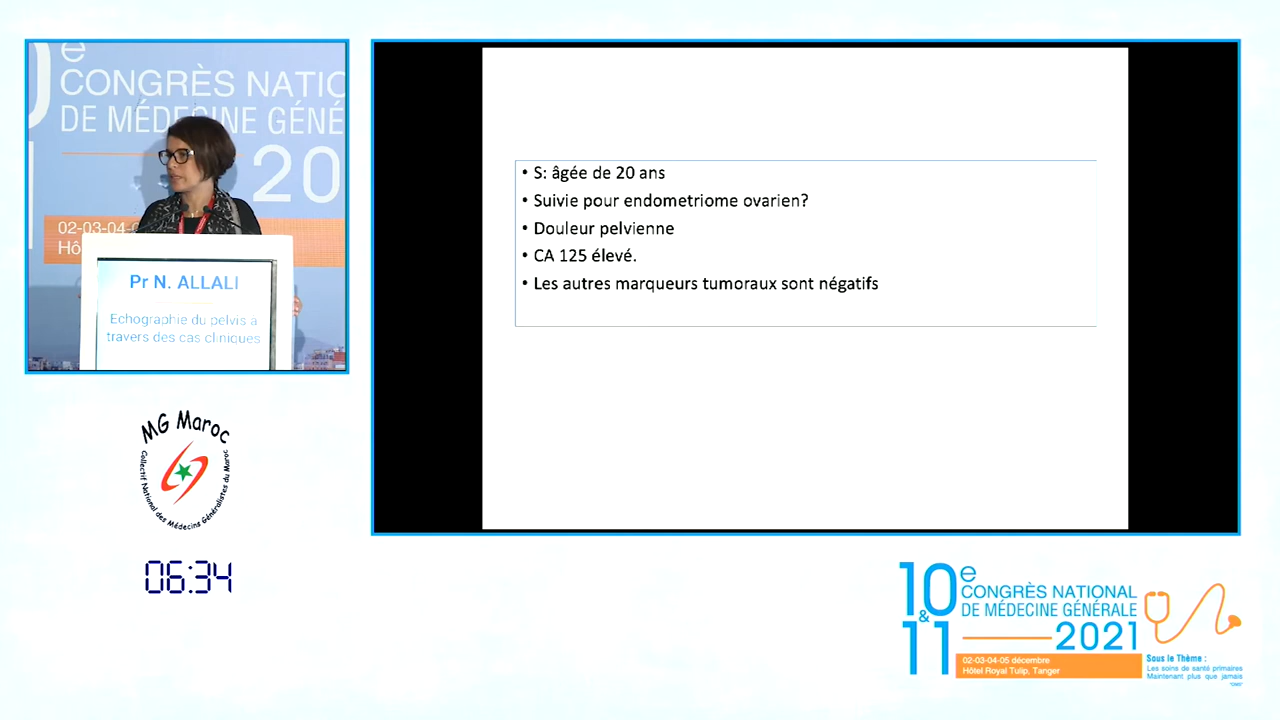 e
CONGRÈS NATIO
DE MÉDECINE GÉNÉ
20
02-03-04-
Hô
Pr N. ALLALI
Echographie du pelvis à
travers des cas cliniques
• S: âgée de 20 ans
• Suivie pour endometriome ovarien?
• Douleur pelvienne
• CA 125 élevé.
• Les autres marqueurs tumoraux sont négatifs
MG Maroc
Collectif National des Médecins Généralistes du Maroc
06:34
10e
&
11
CONGRÈS NATIONAL
DE MÉDECINE GÉNÉRALE
2021
02-03-04-05 décembre
Hôtel Royal Tulip, Tanger
Sous le Thème :
Les soins de santé primaires
Maintenant plus que jamais